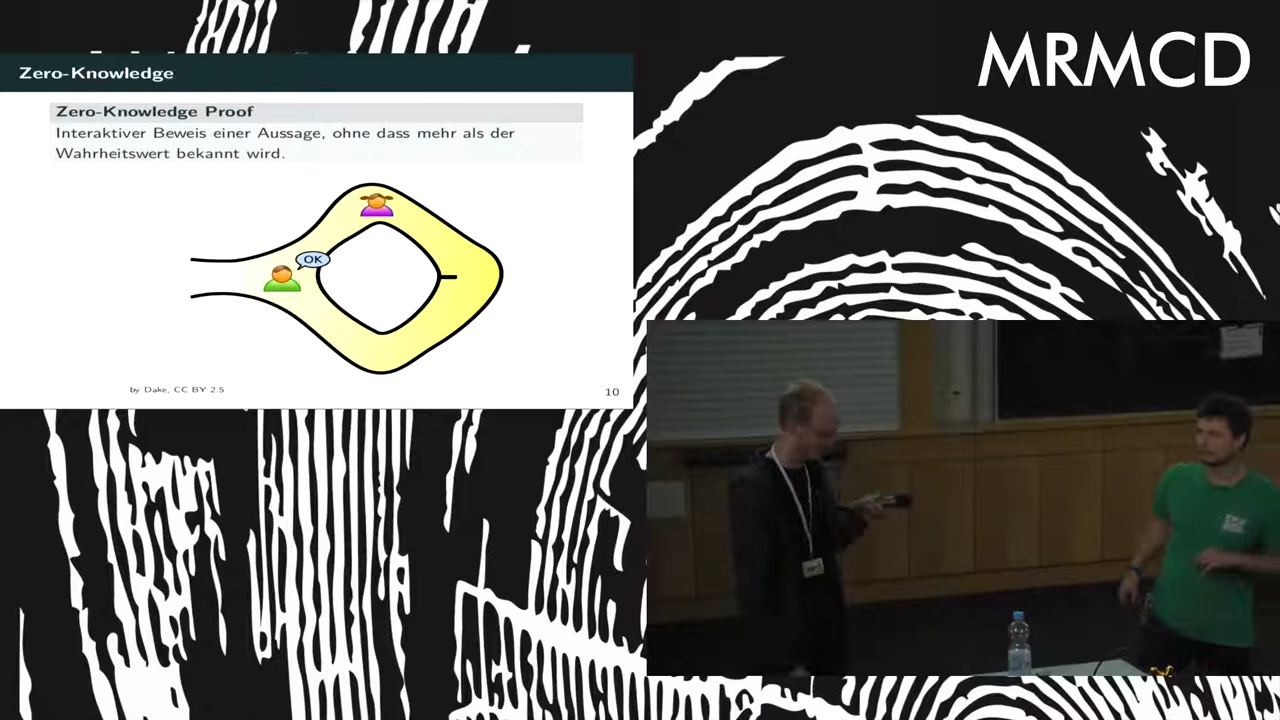 MRMCD
Zero-Knowledge
Zero-Knowledge Proof
Interaktiver Beweis einer Aussage, ohne dass mehr als der
Wahrheitswert bekannt wird.
OK
by Dake, CC BY 2.5
10